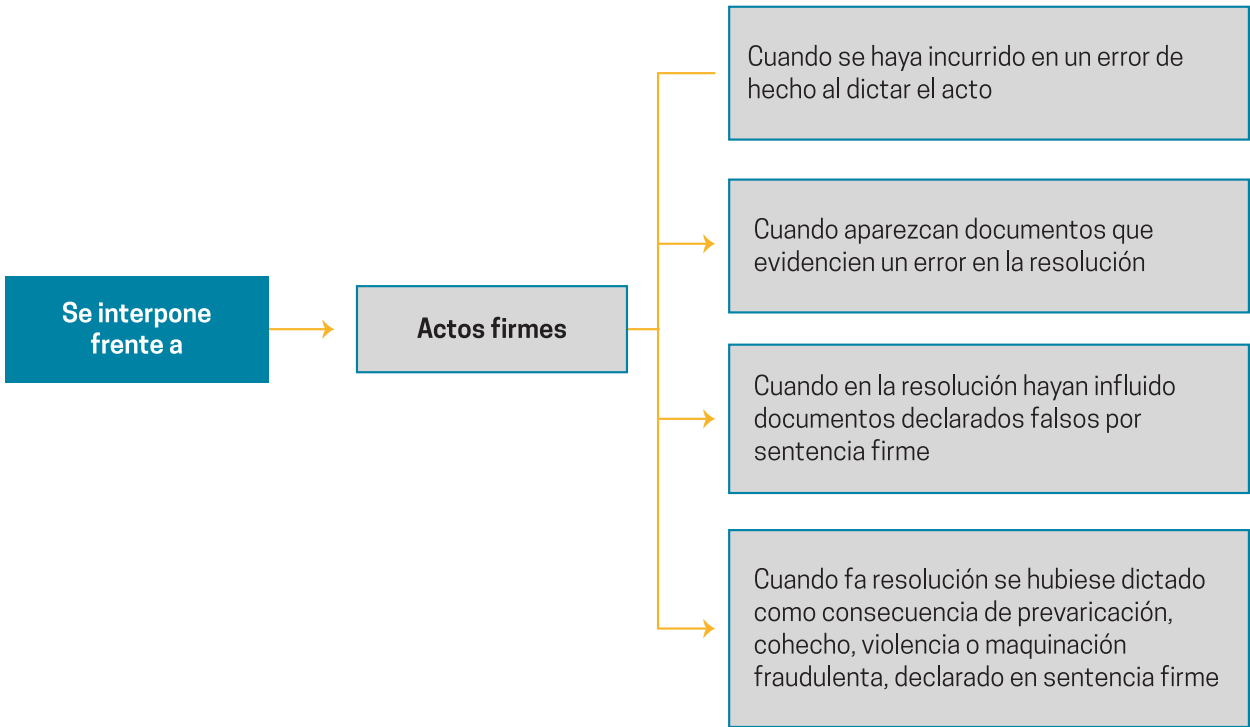 Se interpone
frente a
Actos firmes
Cuando se haya incurrido en un error de
hecho al dictar el acto
Cuando aparezcan documentos que
evidencien un error en la resolución
Cuando en la resolución hayan influido
documentos declarados falsos por
sentencia firme
Cuando fa resolución se hubiese dictado
como consecuencia de prevaricación,
cohecho, violencia o maquinación
fraudulenta, declarado en sentencia firme